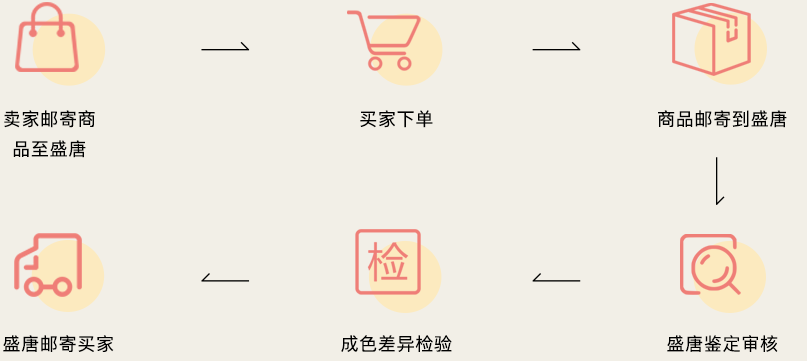 卖家邮寄商
品至盛唐
买家下单
商品邮寄到盛唐
盛唐鉴定审核
检
成色差异检验
盛唐邮寄买家